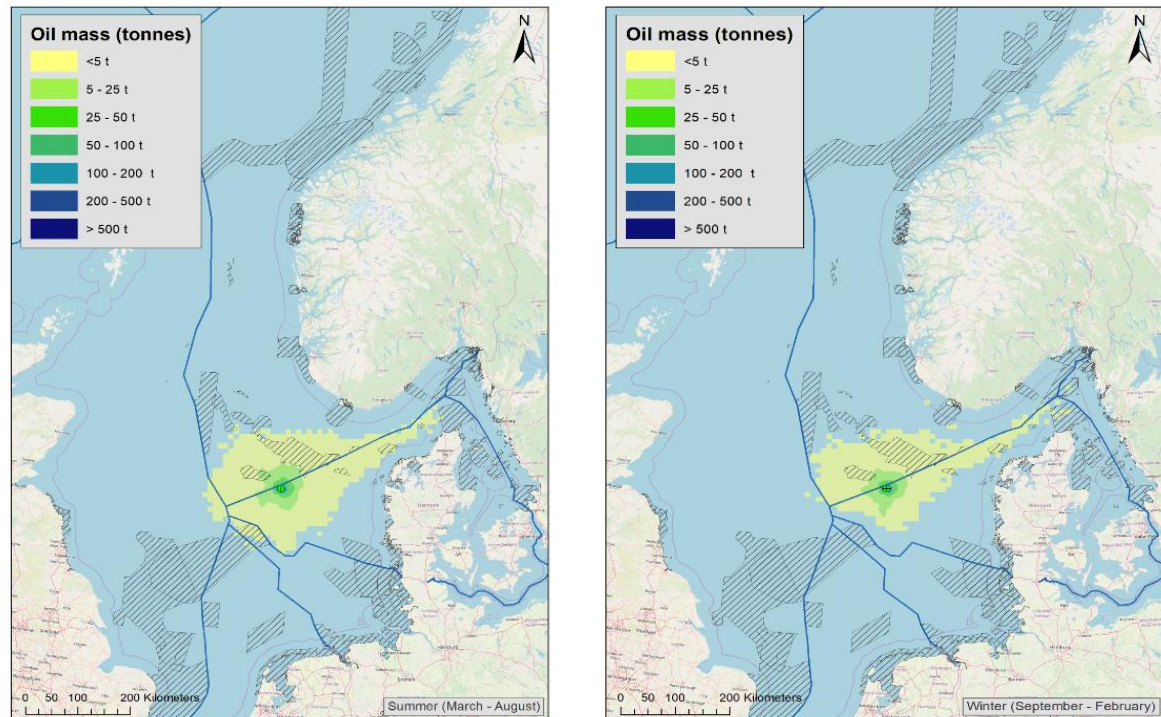 Oil mass (tonnes)
<5 t
5 - 25 t
25 - 50 t
50 - 100 t
100 - 200 t
200 - 500 t
> 500 t
N
0 50 100 200 Kilometers
Summer (March - August)
Oil mass (tonnes)
<5 t
5 - 25 t
25 - 50 t
50 - 100 t
100 - 200 t
200 - 500 t
> 500 t
N
0 50 100 200 Kilometers
Winter (September - February)